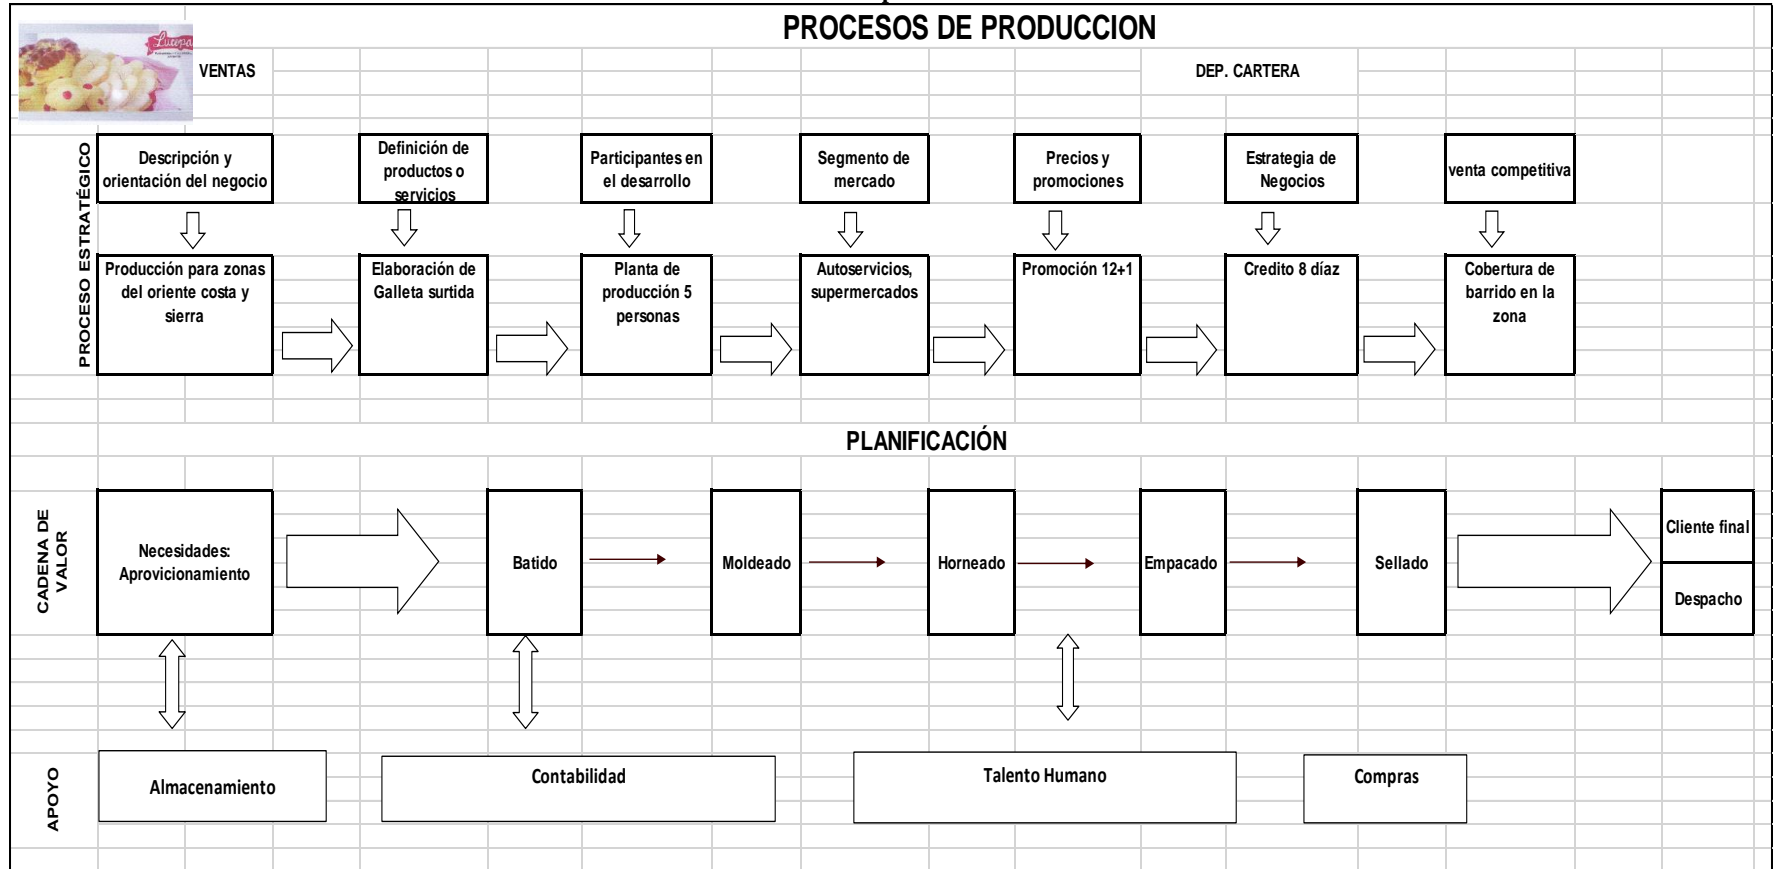 PROCESOS DE PRODUCCION
VENTAS
DEP. CARTERA
PROCESO ESTRATÉGICO
Descripción y
orientación del negocio
Definición de
productos o
servicios
Participantes en
el desarrollo
Segmento de
mercado
Precios y
promociones
Estrategia de
Negocios
venta competitiva
Producción para zonas
del oriente costa y
sierra
Elaboración de
Galleta surtida
Planta de
producción 5
personas
Autoservicios,
supermercados
Promoción 12+1
Credito 8 díaz
Cobertura de
barrido en la
zona
PLANIFICACIÓN
CADENA DE
VALOR
Necesidades:
Aprovicionamiento
Batido
Moldeado
Horneado
Empacado
Sellado
Cliente final
Despacho
APOYO
Almacenamiento
Contabilidad
Talento Humano
Compras